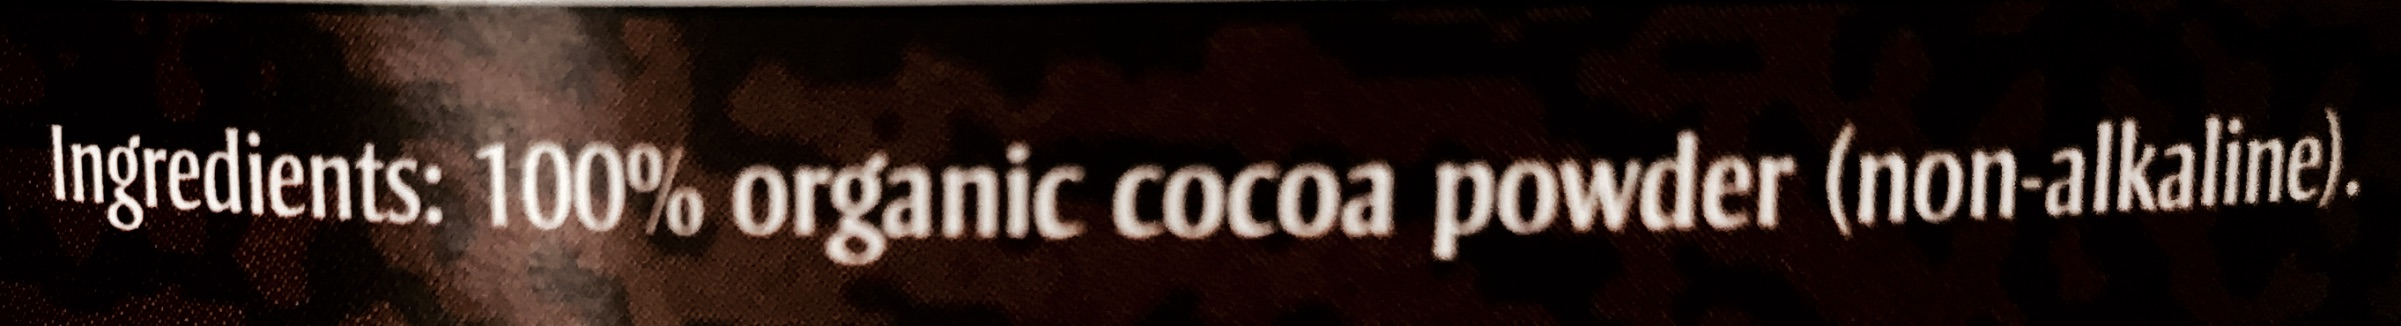 Ingredients: 100% organic cocoa powder (non-alkaline).